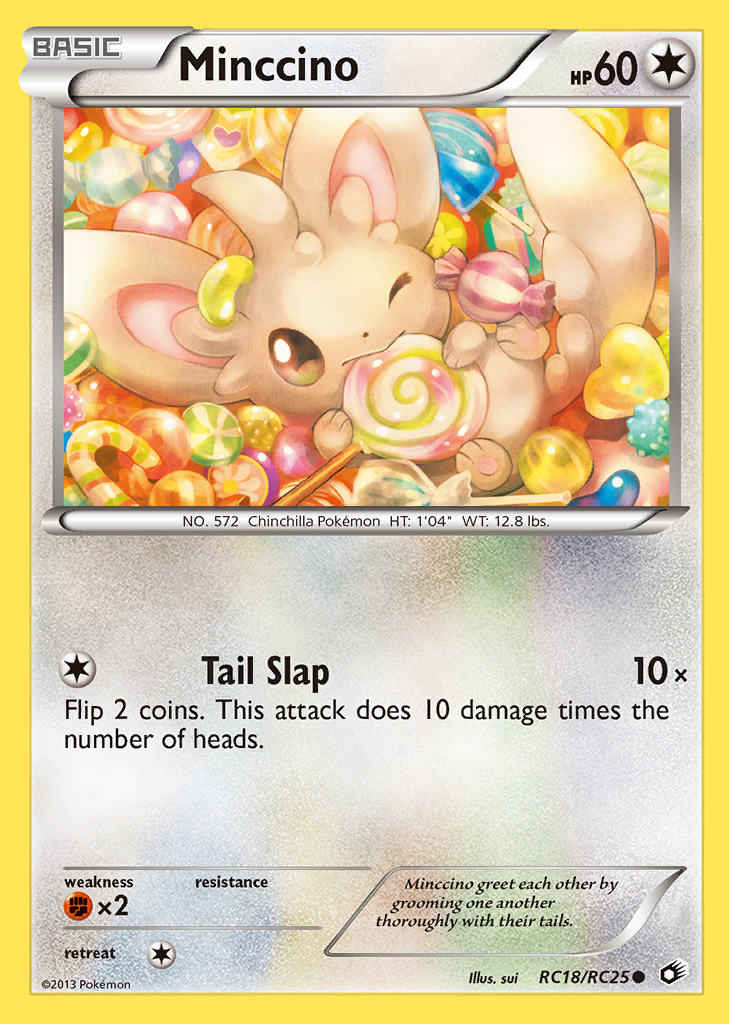 BASIC
Minccino
HP60
NO. 572 Chinchilla Pokémon HT: 1'04" WT: 12.8 lbs.
Tail Slap
10×
Flip 2 coins. This attack does 10 damage times the
number of heads.
weakness
resistance
×2
Minccino greet each other by
grooming one another
thoroughly with their tails.
retreat
©2013 Pokémon
Illus. sui
RC18/RC25